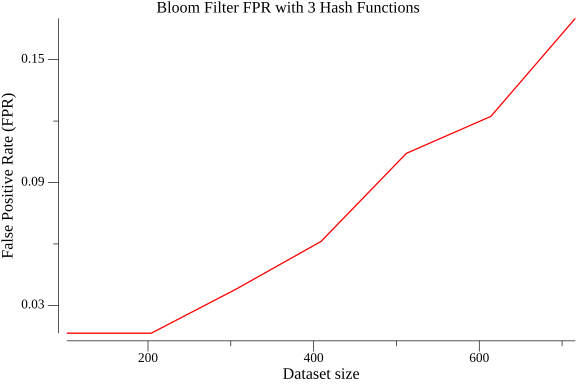 Bloom Filter FPR with 3 Hash Functions
False Positive Rate (FPR)
0.15
0.09
0.03
200
400
600
Dataset size